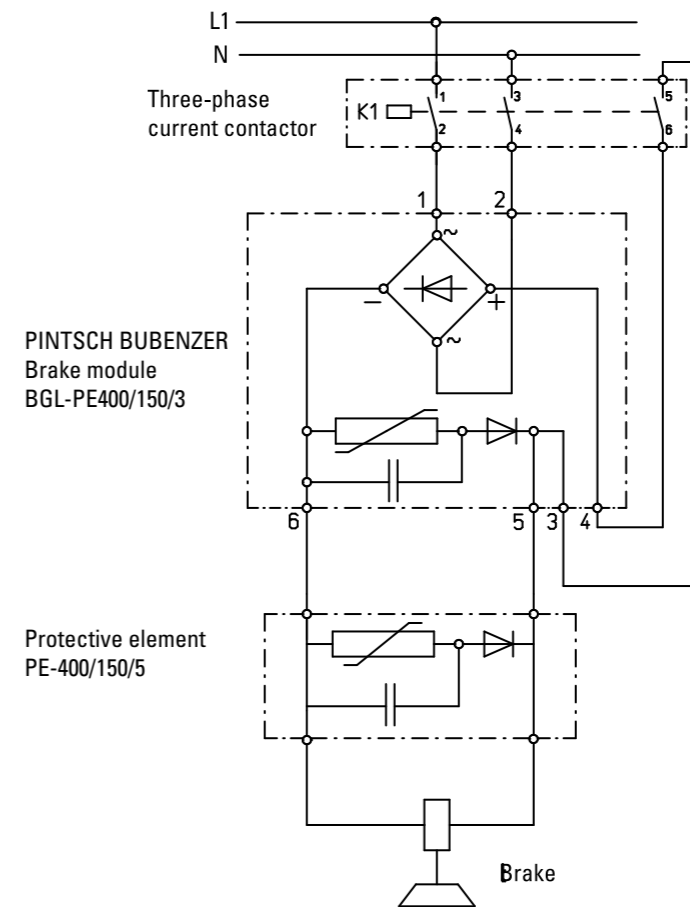 L1
N
Three-phase
current contactor
K1
1
3
5
2
4
6
1
2
~
−
+
~
PINTSCH BUBENZER
Brake module
BGL-PE400/150/3
6
5
3
4
Protective element
PE-400/150/5
Brake